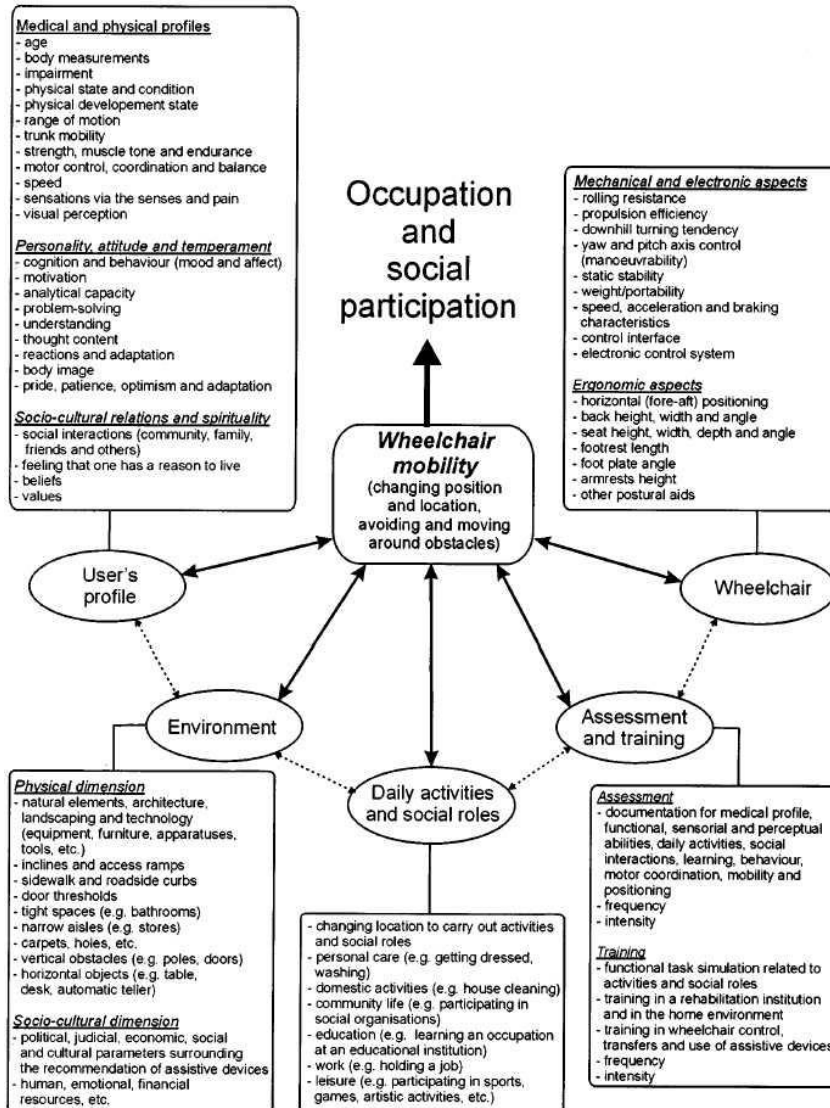 Medical and physical profiles
- age
- body measurements
- impairment
- physical state and condition
- physical developement state
- range of motion
- trunk mobility
- strength, muscle tone and endurance
- motor control, coordination and balance
- speed
- sensations via the senses and pain
- visual perception
Personality, attitude and temperament
- cognition and behaviour (mood and affect)
- motivation
- analytical capacity
- problem-solving
- understanding
- thought content
- reactions and adaptation
- body image
- pride, patience, optimism and adaptation
Socio-cultural relations and spirituality
- social interactions (community, family,
friends and others)
- feeling that one has a reason to live
- beliefs
- values
Occupation
and
social
participation
Mechanical and electronic aspects
- rolling resistance
- propulsion efficiency
- downhill turning tendency
- yaw and pitch axis control
(manoeuvrability)
- static stability
- weight/portability
- speed, acceleration and braking
characteristics
- control interface
- electronic control system
Ergonomic aspects
- horizontal (fore-aft) positioning
- back height, width and angle
- seat height, width, depth and angle
- footrest length
- foot plate angle
- armrests height
- other postural aids
Wheelchair
mobility
(changing position
and location,
avoiding and moving
around obstacles)
User's
profile
Wheelchair
Environment
Assessment
and training
Daily activities
and social roles
Physical dimension
- natural elements, architecture,
landscaping and technology
(equipment, furniture, apparatuses,
tools, etc.)
- inclines and access ramps
- sidewalk and roadside curbs
- door thresholds
- tight spaces (e.g. bathrooms)
- narrow aisles (e.g. stores)
- carpets, holes, etc.
- vertical obstacles (e.g. poles, doors)
- horizontal objects (e.g. table,
desk, automatic teller)
Socio-cultural dimension
- political, judicial, economic, social
and cultural parameters surrounding
the recommendation of assistive devices
- human, emotional, financial
resources, etc.
- changing location to carry out activities
and social roles
- personal care (e.g. getting dressed,
washing)
- domestic activities (e.g. house cleaning)
- community life (e.g. participating in
social organisations)
- education (e.g. learning an occupation
at an educational institution)
- work (e.g. holding a job)
- leisure (e.g. participating in sports,
games, artistic activities, etc.)
Assessment
- documentation for medical profile,
functional, sensorial and perceptual
abilities, daily activities, social
interactions, learning, behaviour,
motor coordination, mobility and
positioning
- frequency
- intensity
Training
- functional task simulation related to
activities and social roles
- training in a rehabilitation institution
and in the home environment
- training in wheelchair control,
transfers and use of assistive devices
- frequency
- intensity